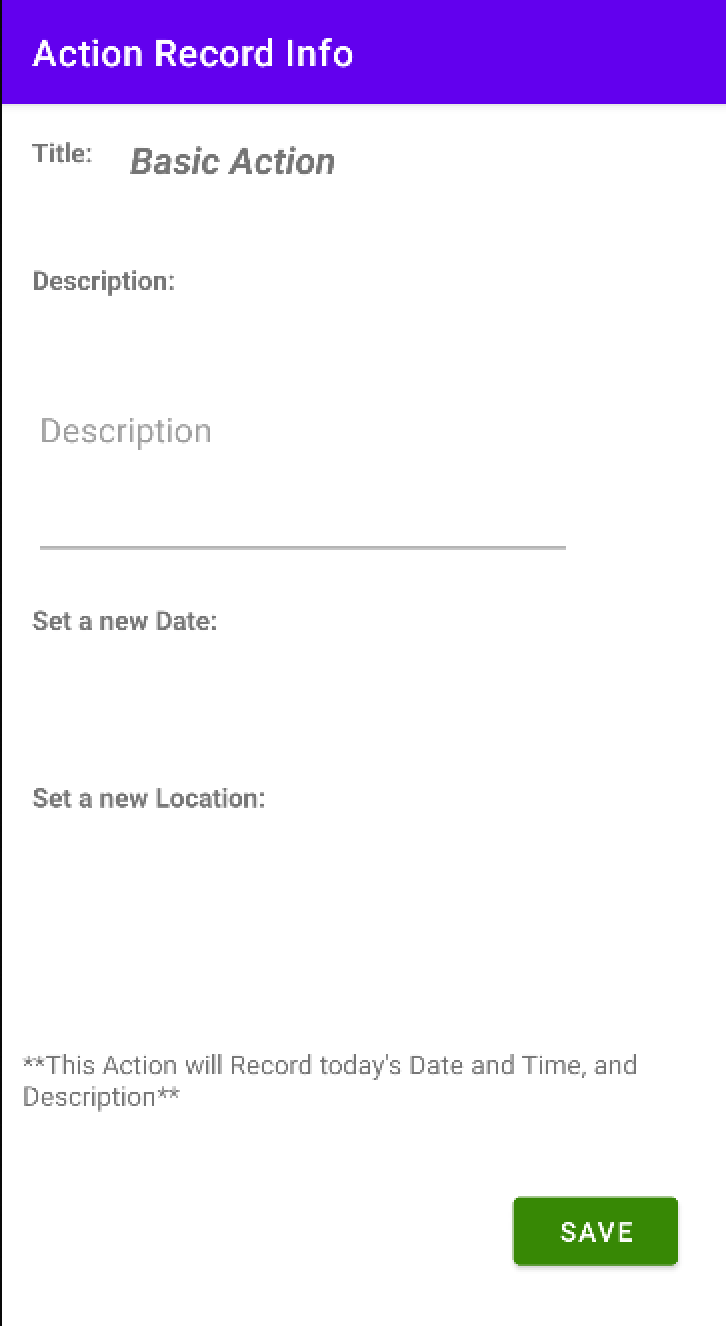 Action Record Info
Title: Basic Action
Description:
Description
Set a new Date:
Set a new Location:
**This Action will Record today's Date and Time, and
Description**
SAVE